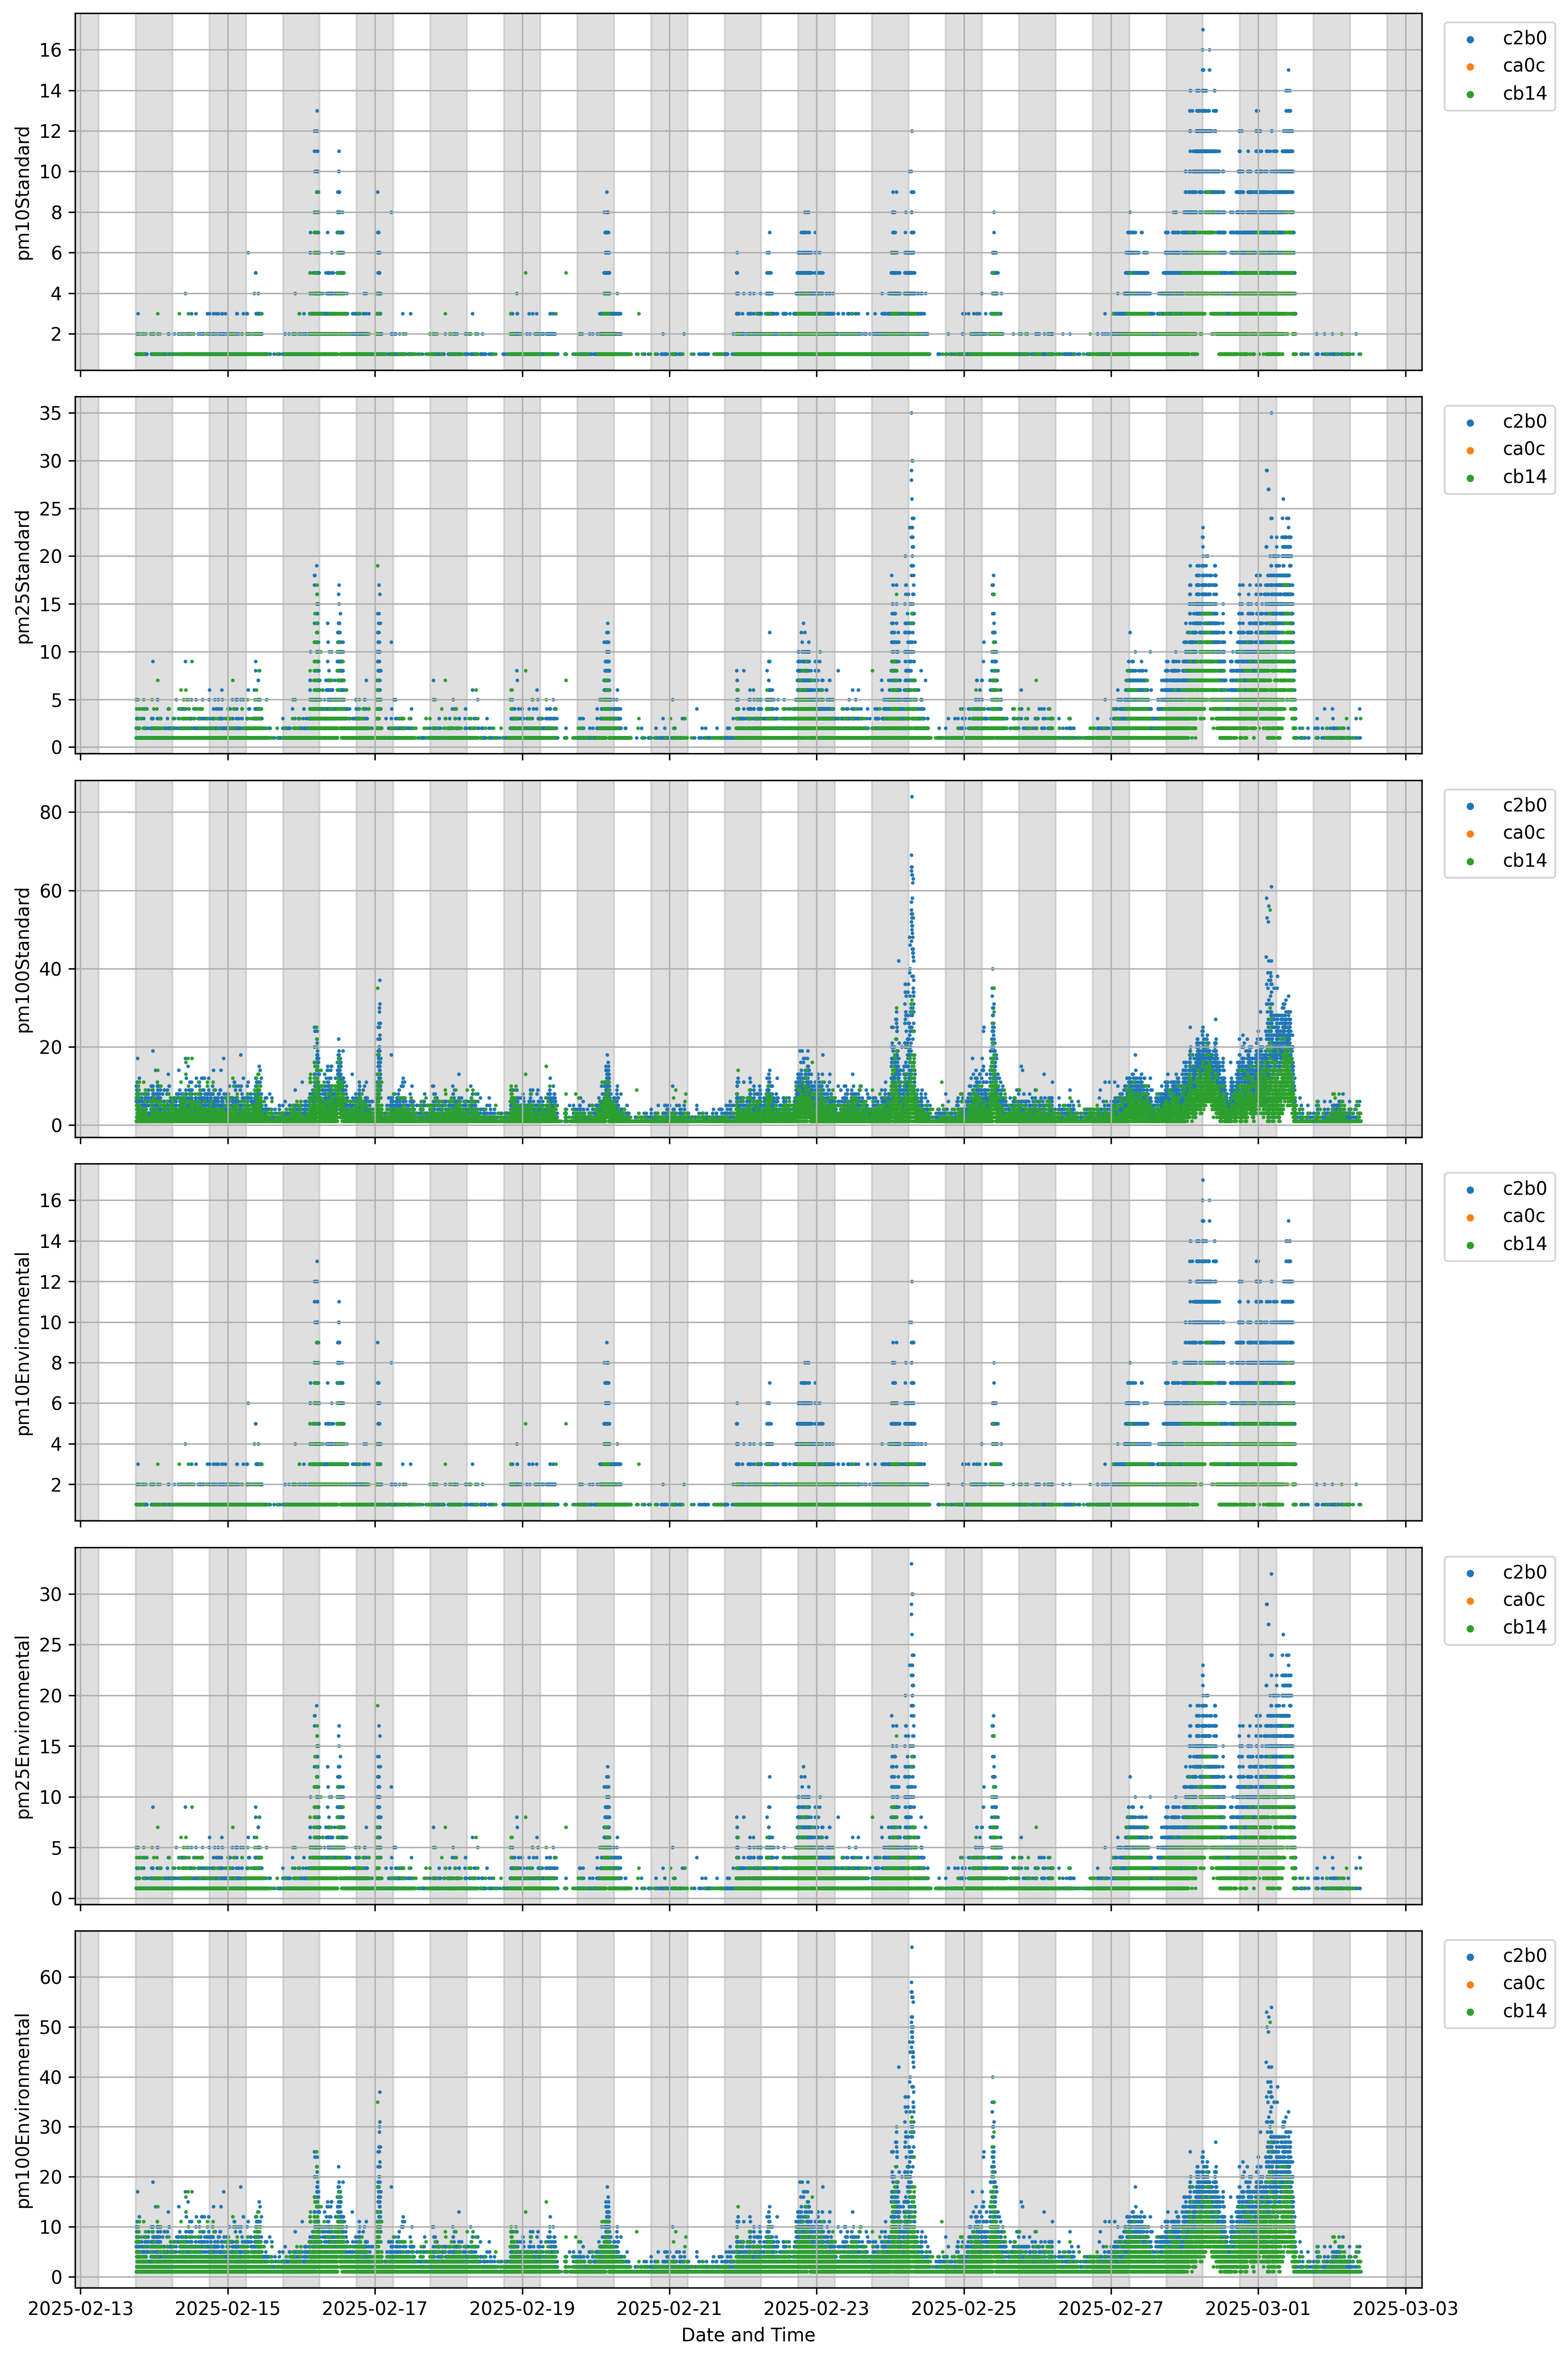 16
14
12
10
8
6
4
2
pm10Standard
c2b0
ca0c
cb14
35
30
25
20
15
10
5
0
pm25Standard
c2b0
ca0c
cb14
80
60
40
20
0
pm100Standard
c2b0
ca0c
cb14
16
14
12
10
8
6
4
2
pm10Environmental
c2b0
ca0c
cb14
30
25
20
15
10
5
0
pm25Environmental
c2b0
ca0c
cb14
60
50
40
30
20
10
0
pm100Environmental
c2b0
ca0c
cb14
2025-02-13 2025-02-15 2025-02-17 2025-02-19 2025-02-21 2025-02-23 2025-02-25 2025-02-27 2025-03-01 2025-03-03
Date and Time